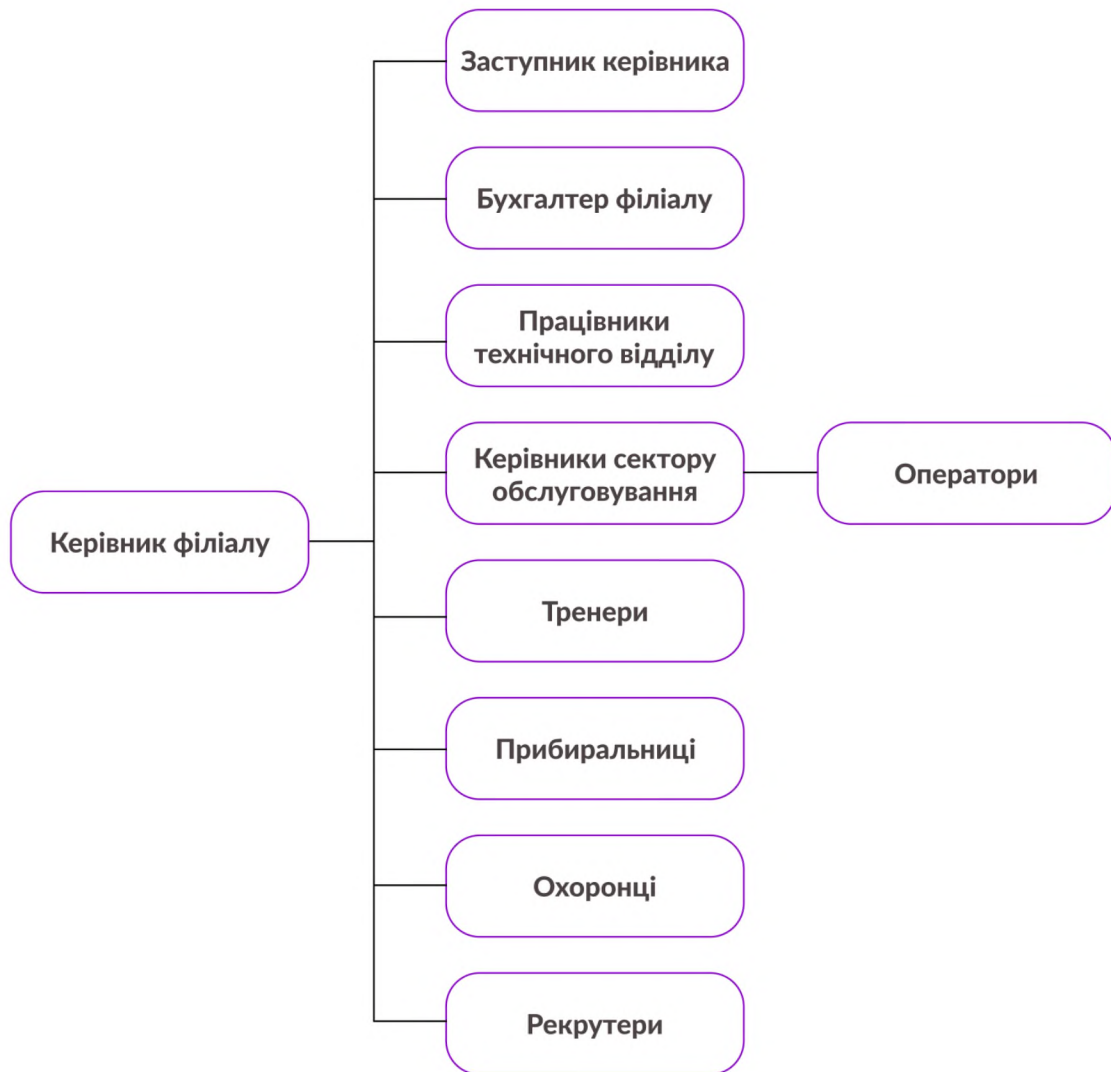 Заступник керівника
Бухгалтер філіалу
Працівники
технічного відділу
Керівники сектору
обслуговування
Оператори
Керівник філіалу
Тренери
Прибиральниці
Охоронці
Рекрутери